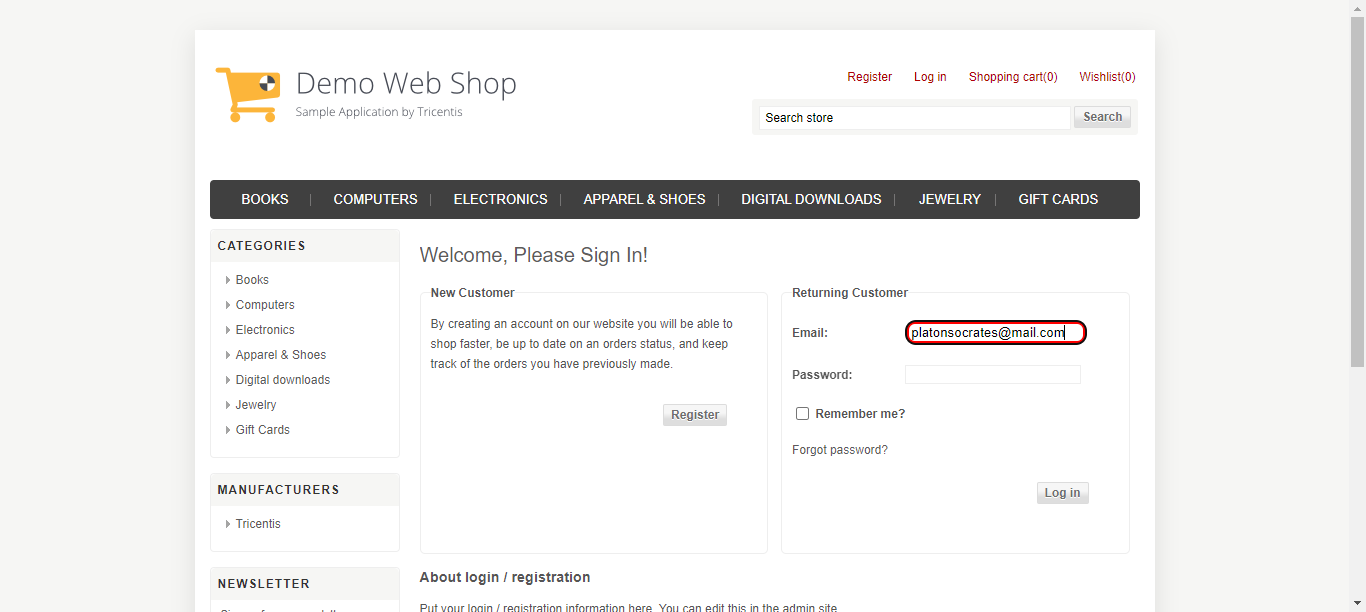 Demo Web Shop
Sample Application by Tricentis
Register Log in Shopping cart(0) Wishlist(0)
Search store Search
BOOKS COMPUTERS ELECTRONICS APPAREL & SHOES DIGITAL DOWNLOADS JEWELRY GIFT CARDS
CATEGORIES
Books
Computers
Electronics
Apparel & Shoes
Digital downloads
Jewelry
Gift Cards
MANUFACTURERS
Tricentis
NEWSLETTER
Welcome, Please Sign In!
New Customer
By creating an account on our website you will be able to
shop faster, be up to date on an orders status, and keep
track of the orders you have previously made.
Register
Returning Customer
Email: platonsocrates@mail.com
Password:
Remember me?
Forgot password?
Log in
About login / registration
Put your login / registration information here. You can edit this in the admin site.